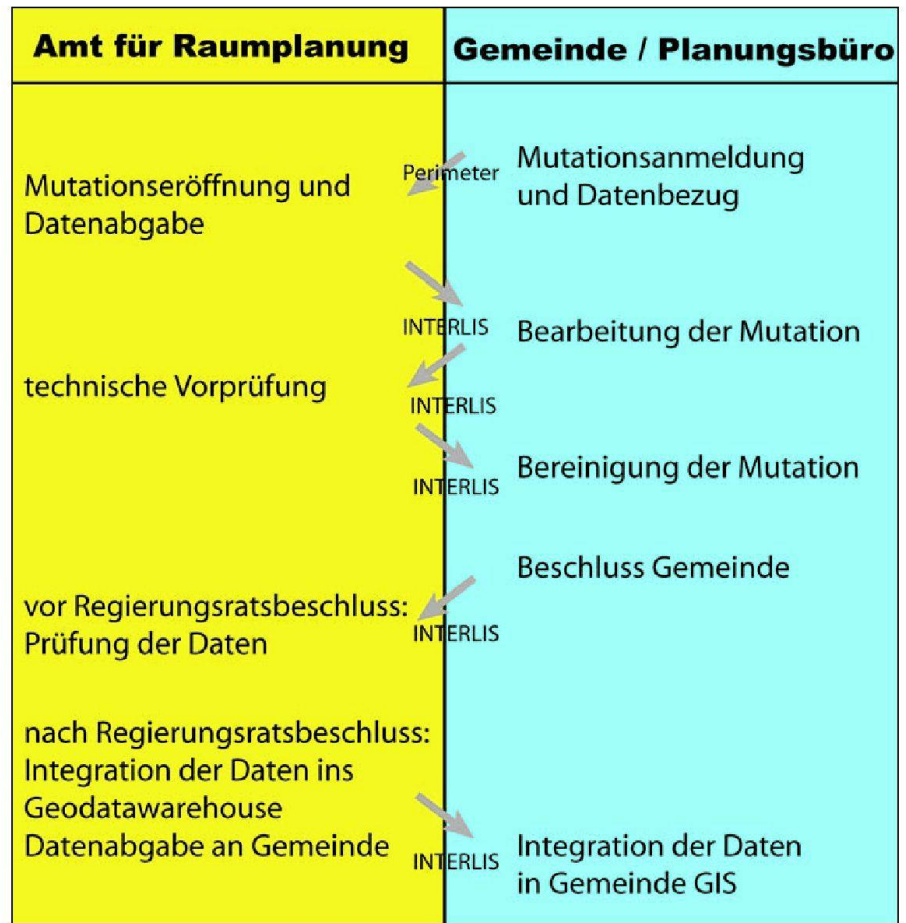 Amt für Raumplanung
Gemeinde / Planungsbüro
Mutationsanmeldung
und Datenbezug
Perimeter
Mutationseröffnung und
Datenabgabe
INTERLIS
Bearbeitung der Mutation
technische Vorprüfung
INTERLIS
Bereinigung der Mutation
INTERLIS
Beschluss Gemeinde
vor Regierungsratsbeschluss:
Prüfung der Daten
INTERLIS
nach Regierungsratsbeschluss:
Integration der Daten ins
Geodatawarehouse
Datenabgabe an Gemeinde
INTERLIS
Integration der Daten
in Gemeinde GIS